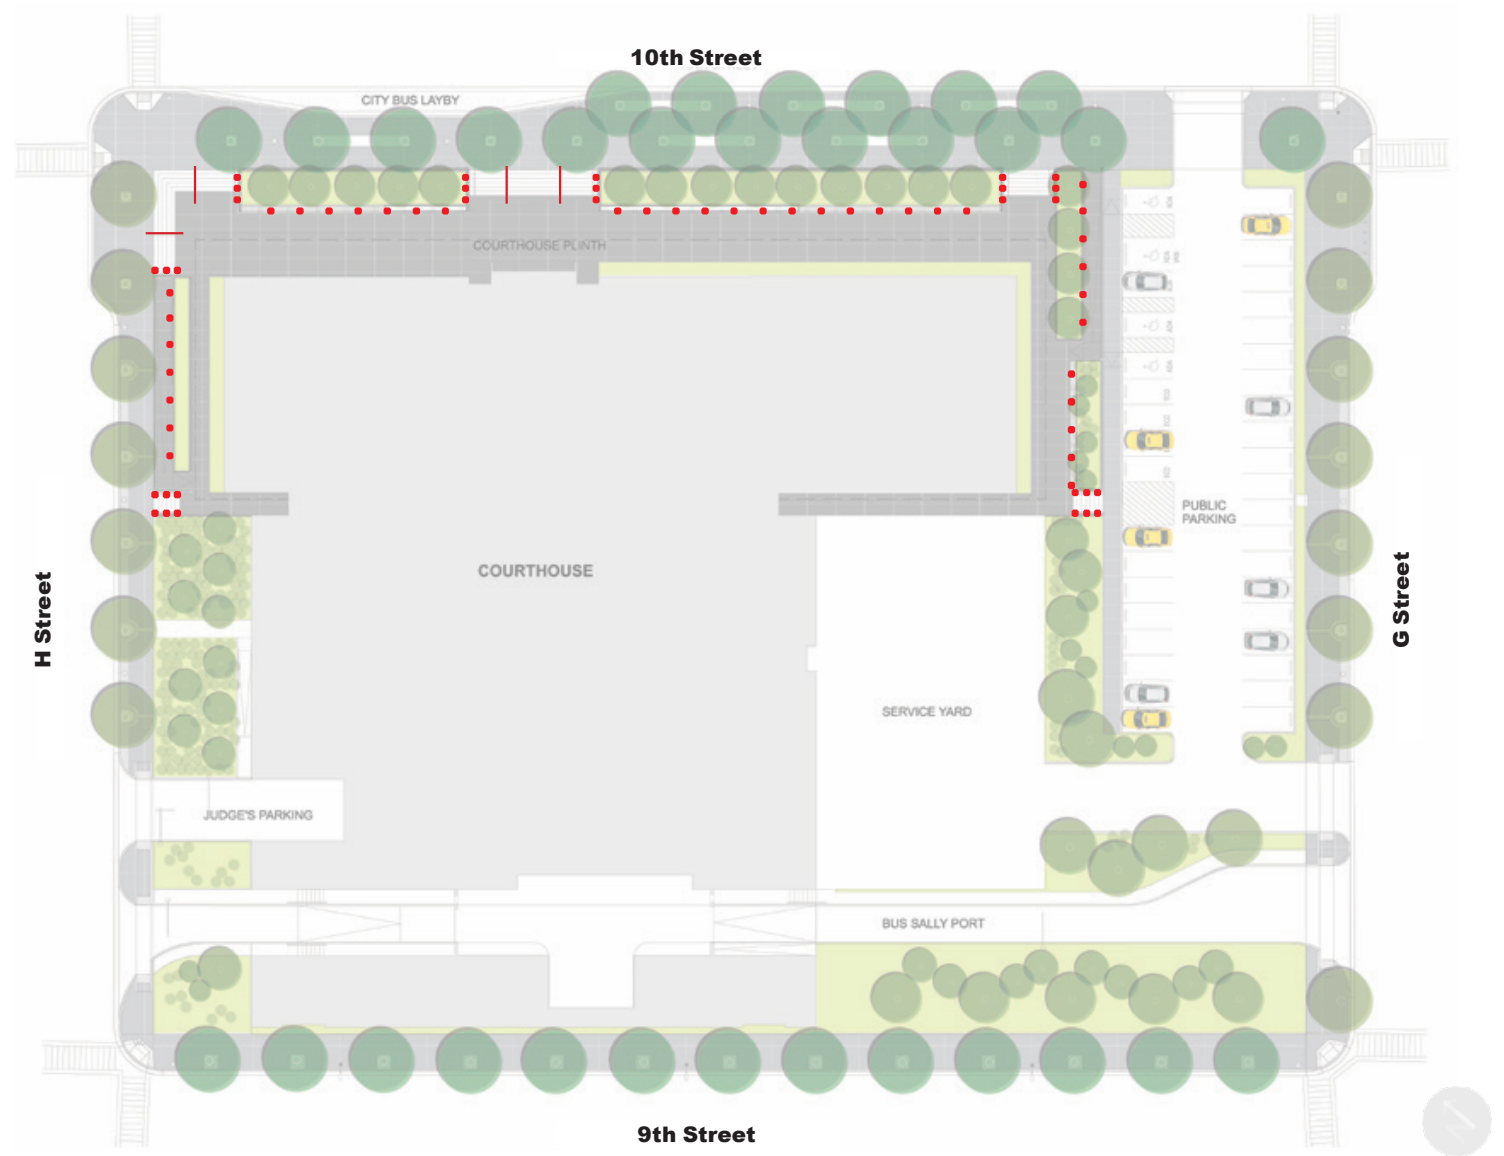 10th Street
CITY BUS LAYBY
COURTHOUSE PLINTH
PUBLIC
PARKING
COURTHOUSE
H Street
G Street
SERVICE YARD
JUDGE'S PARKING
BUS SALLY PORT
9th Street